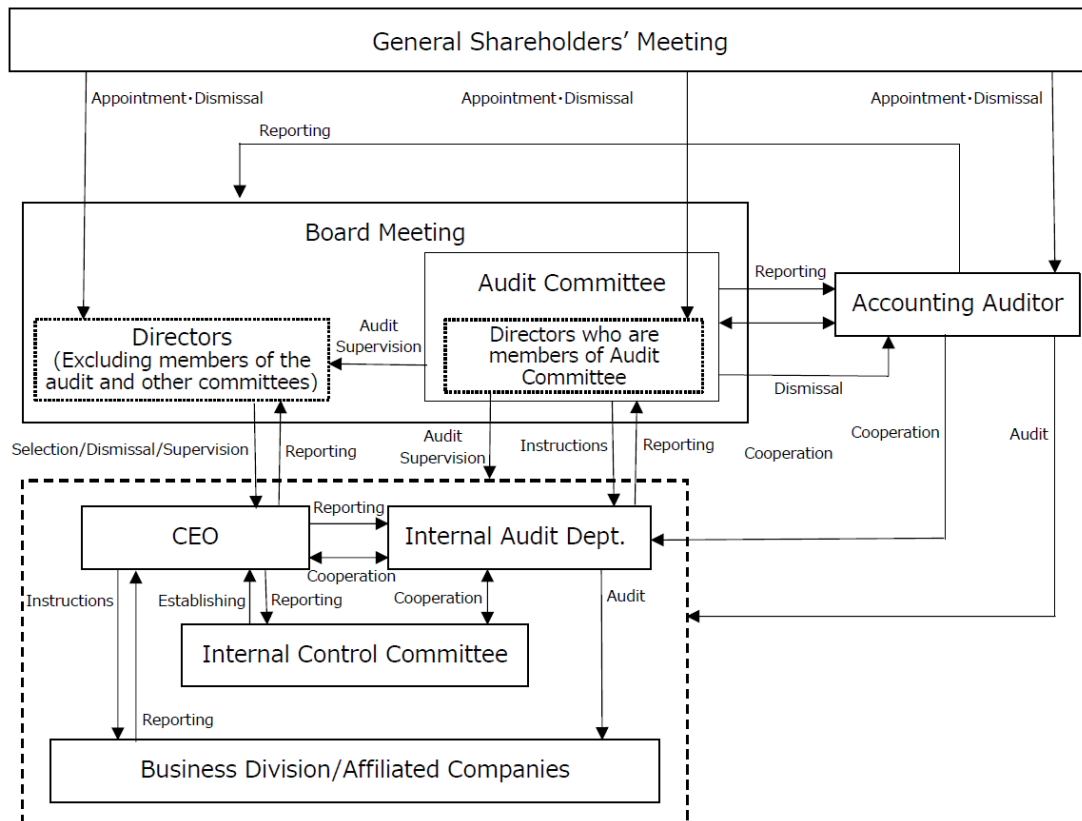 General Shareholders’ Meeting
Appointment・Dismissal
Appointment・Dismissal
Appointment・Dismissal
Reporting
Board Meeting
Audit Committee
Reporting
Accounting Auditor
Directors
(Excluding members of the
audit and other committees)
Audit
Supervision
Directors who are
members of Audit
Committee
Dismissal
Selection/Dismissal/Supervision
Reporting
Audit
Supervision
Instructions
Reporting
Cooperation
Cooperation
Audit
CEO
Reporting
Internal Audit Dept.
Cooperation
Instructions
Establishing
Reporting
Cooperation
Audit
Internal Control Committee
Reporting
Business Division/Affiliated Companies